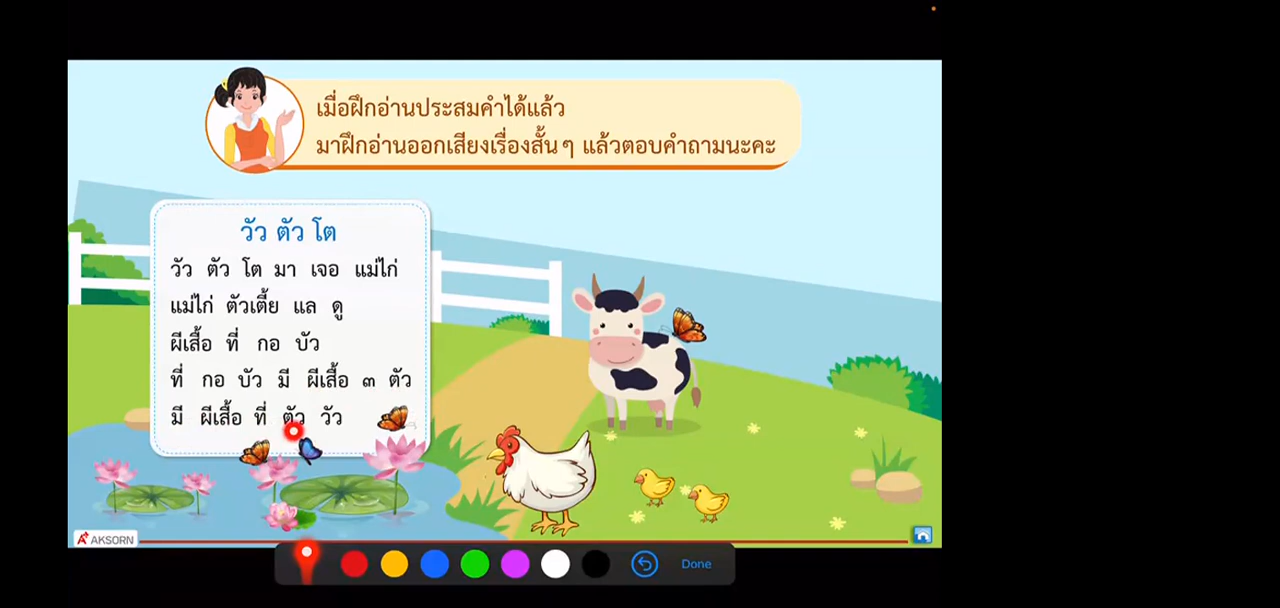 เมื่อฝึกอ่านประสมคำได้แล้ว
มาฝึกอ่านออกเสียงเรื่องสั้น ๆ แล้วตอบคำถามนะคะ
วัว ตัว โต
วัว ตัว โต มา เจอ แม่ไก่
แม่ไก่ ตัวเตี้ย แล ดู
ผีเสื้อ ที่ กอ บัว
ที่ กอ บัว มี ผีเสื้อ ๓ ตัว
มี ผีเสื้อ ที่ ตัว วัว
AKSORN
Done